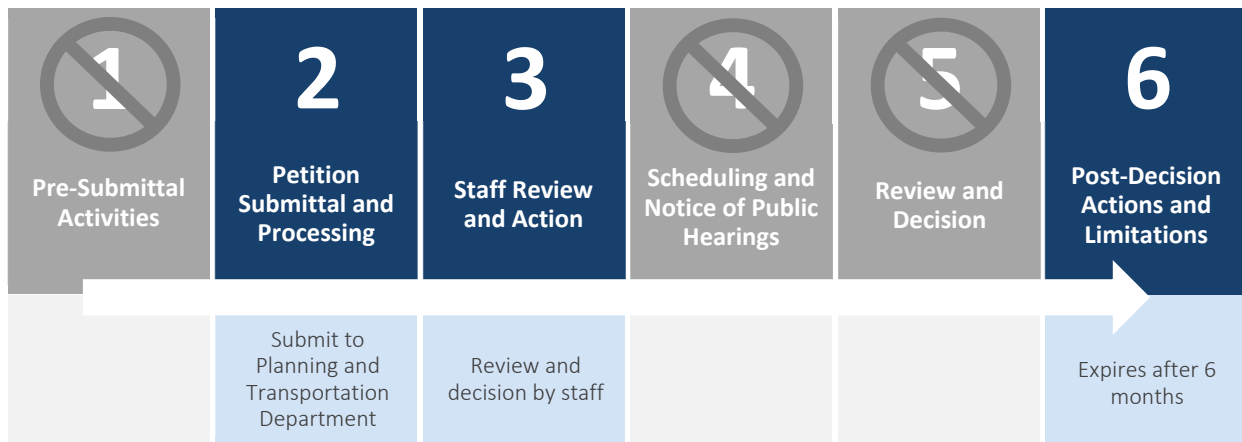 1
2
3
4
5
6
Pre-Submittal
Activities
Petition
Submittal and
Processing
Staff Review
and Action
Scheduling and
Notice of Public
Hearings
Review and
Decision
Post-Decision
Actions and
Limitations
Submit to
Planning and
Transportation
Department
Review and
decision by staff
Expires after 6
months